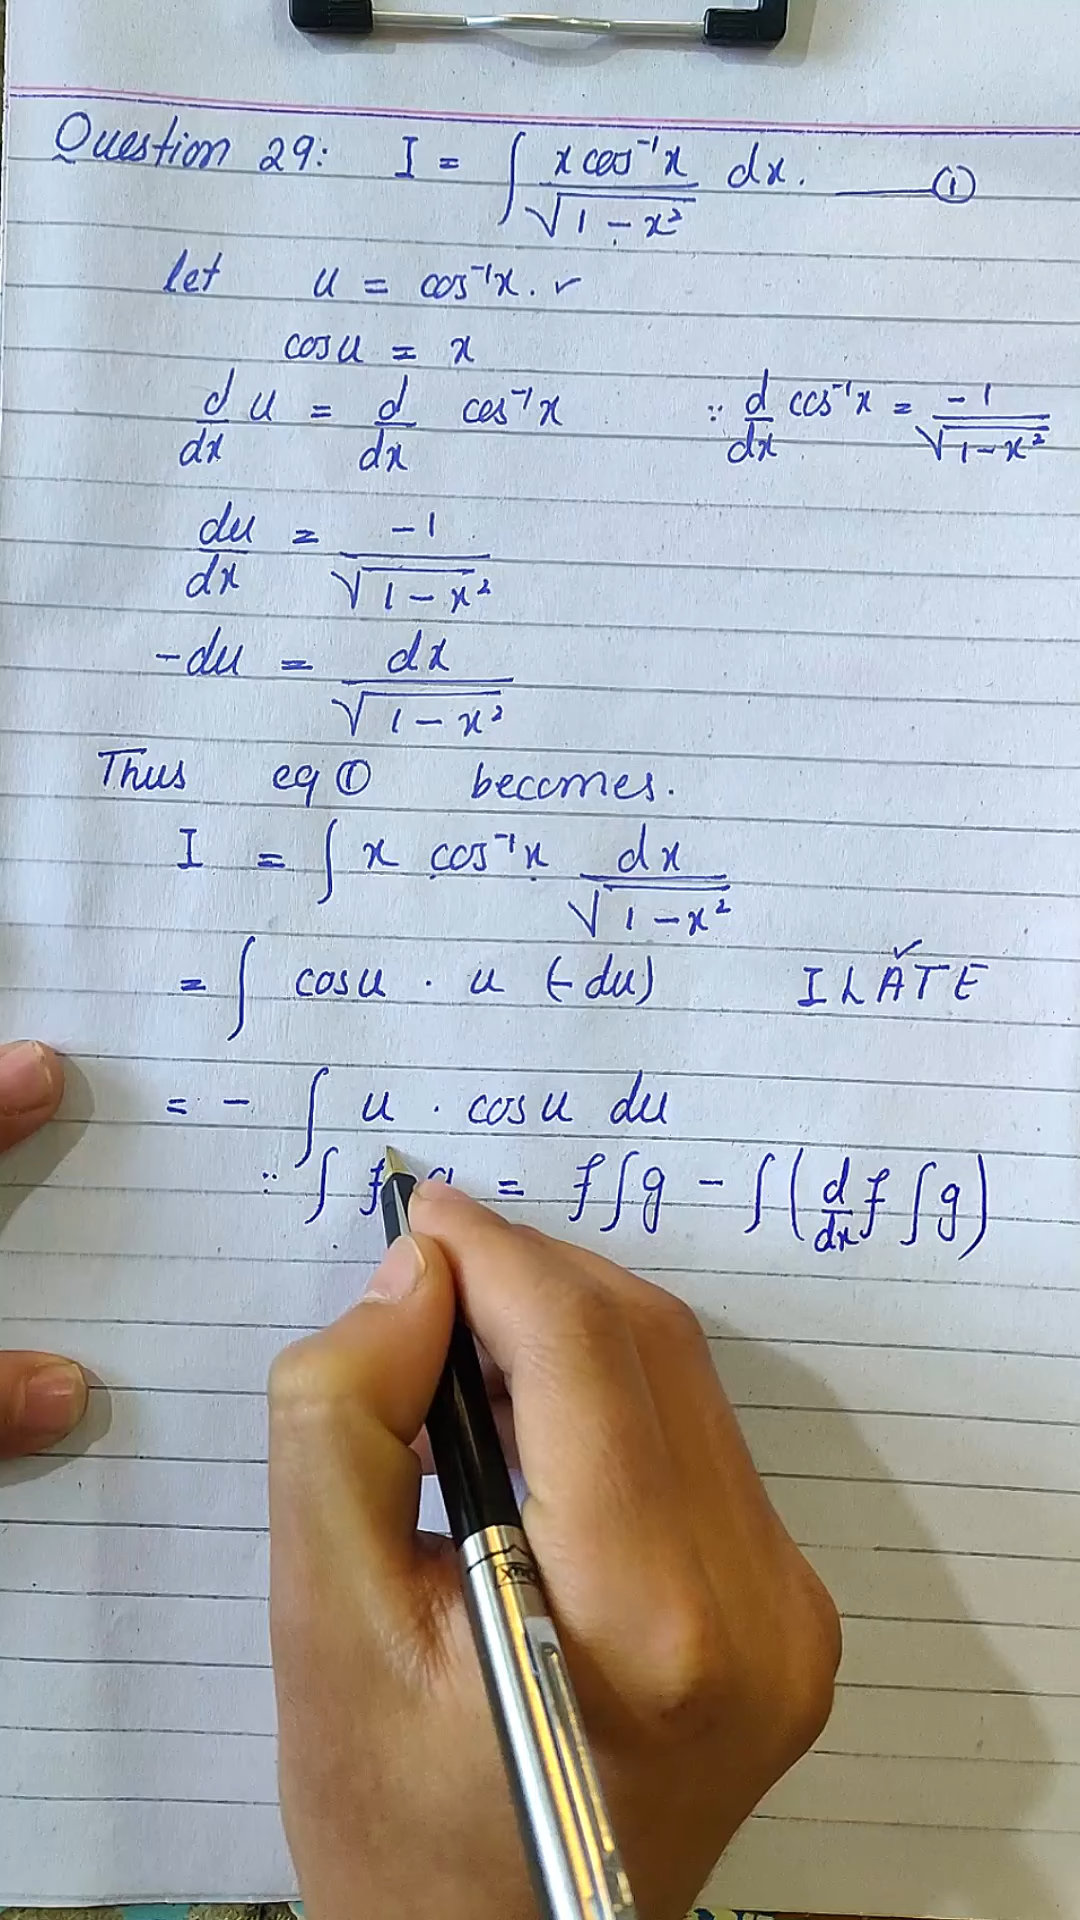 Question 29: I = ∫ x cos⁻¹x / √(1 − x²) dx. ——— ①
let u = cos⁻¹x. ✓
cos u = x
d/dx u = d/dx cos⁻¹x ∵ d/dx cos⁻¹x = −1/√(1−x²)
du/dx = −1/√(1−x²)
−du = dx/√(1−x²)
Thus eq ① becomes.
I = ∫ x cos⁻¹x dx/√(1−x²)
= ∫ cos u . u (−du) ILATE
= − ∫ u . cos u du
∵ ∫ f g = f∫g − ∫(d/dx f ∫g)